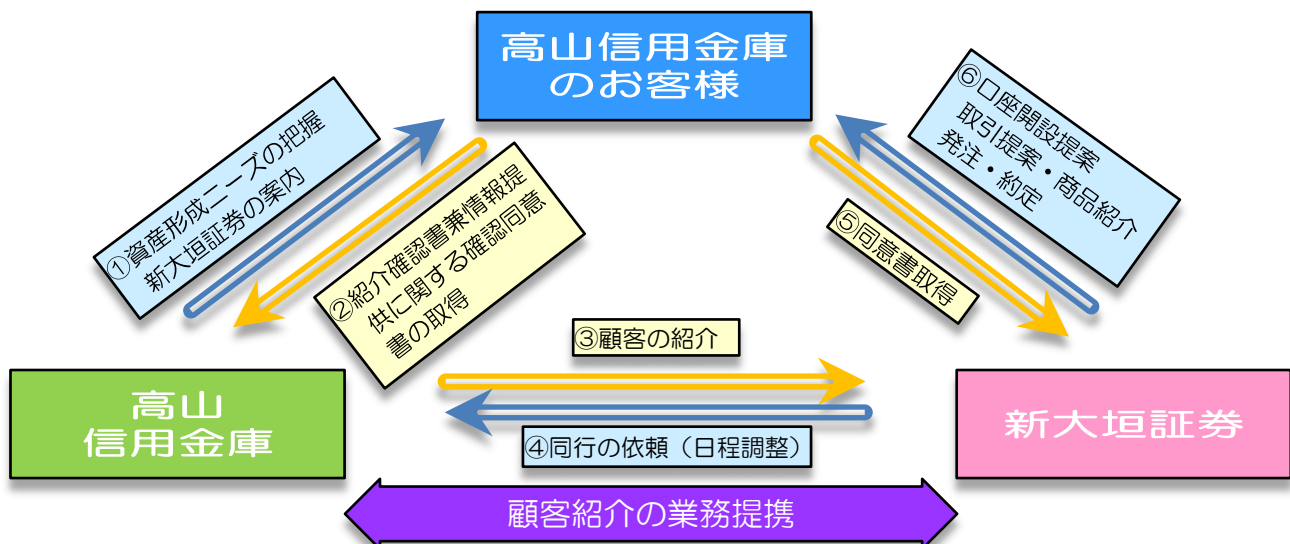 高山信用金庫
のお客様
①資産形成ニーズの把握
新大垣証券の案内
②紹介確認書兼情報提
供に関する確認同意
書の取得
⑥口座開設提案
取引提案・商品紹介
発注・約定
⑤同意書取得
③顧客の紹介
高山
信用金庫
新大垣証券
④同行の依頼（日程調整）
顧客紹介の業務提携